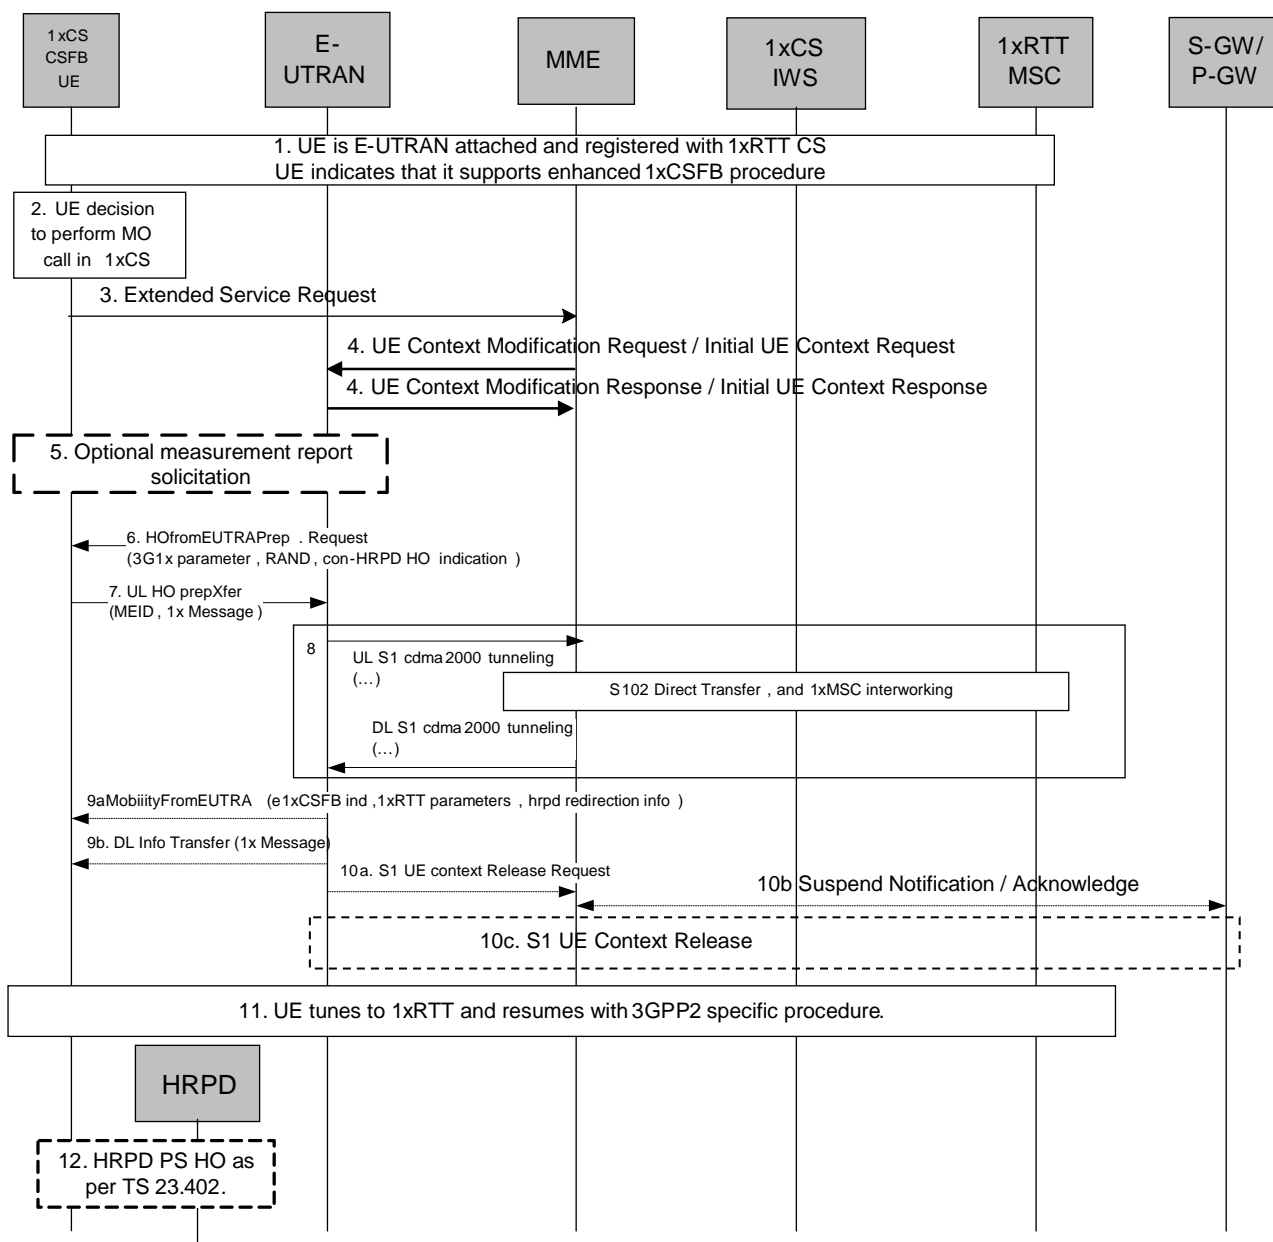 1xCS
CSFB
UE
E-
UTRAN
MME
1xCS
IWS
1xRTT
MSC
S-GW/
P-GW
1. UE is E-UTRAN attached and registered with 1xRTT CS
UE indicates that it supports enhanced 1xCSFB procedure
2. UE decision
to perform MO
call in 1xCS
3. Extended Service Request
4. UE Context Modification Request / Initial UE Context Request
4. UE Context Modification Response / Initial UE Context Response
5. Optional measurement report
solicitation
6. HOfromEUTRAPrep . Request
(3G1x parameter , RAND , con-HRPD HO indication )
7. UL HO prepXfer
(MEID , 1x Message )
8
UL S1 cdma2000 tunneling
(...)
S102 Direct Transfer , and 1xMSC interworking
DL S1 cdma2000 tunneling
(...)
9aMobiiityFromEUTRA (e1xCSFB ind ,1xRTT parameters , hrpd redirection info )
9b. DL Info Transfer (1x Message)
10a. S1 UE context Release Request
10b Suspend Notification / Acknowledge
10c. S1 UE Context Release
11. UE tunes to 1xRTT and resumes with 3GPP2 specific procedure.
HRPD
12. HRPD PS HO as
per TS 23.402.